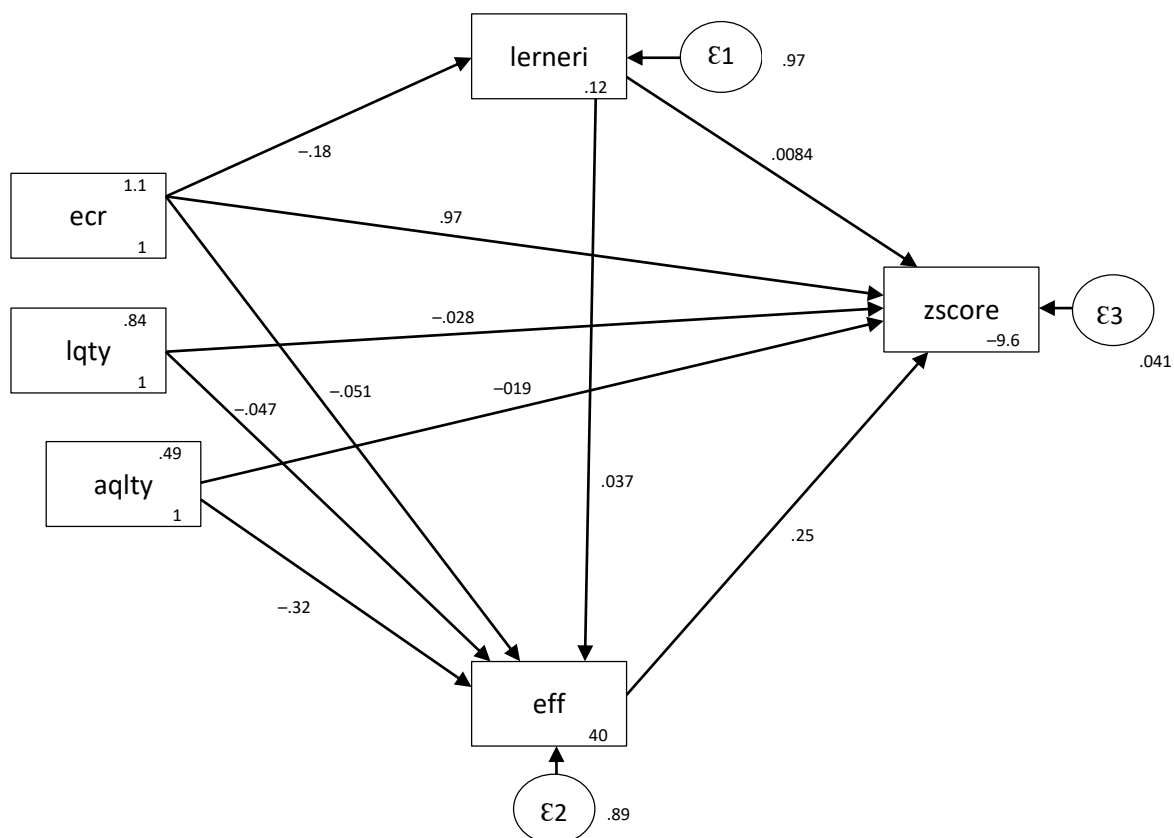 lerneri
.12
ε1
.97
–.18
.0084
1.1
ecr
1
.97
.84
lqty
1
–.028
zscore
–9.6
ε3
.041
–.047
–.051
–019
.49
aqlty
1
.037
.25
–.32
eff
40
ε2
.89